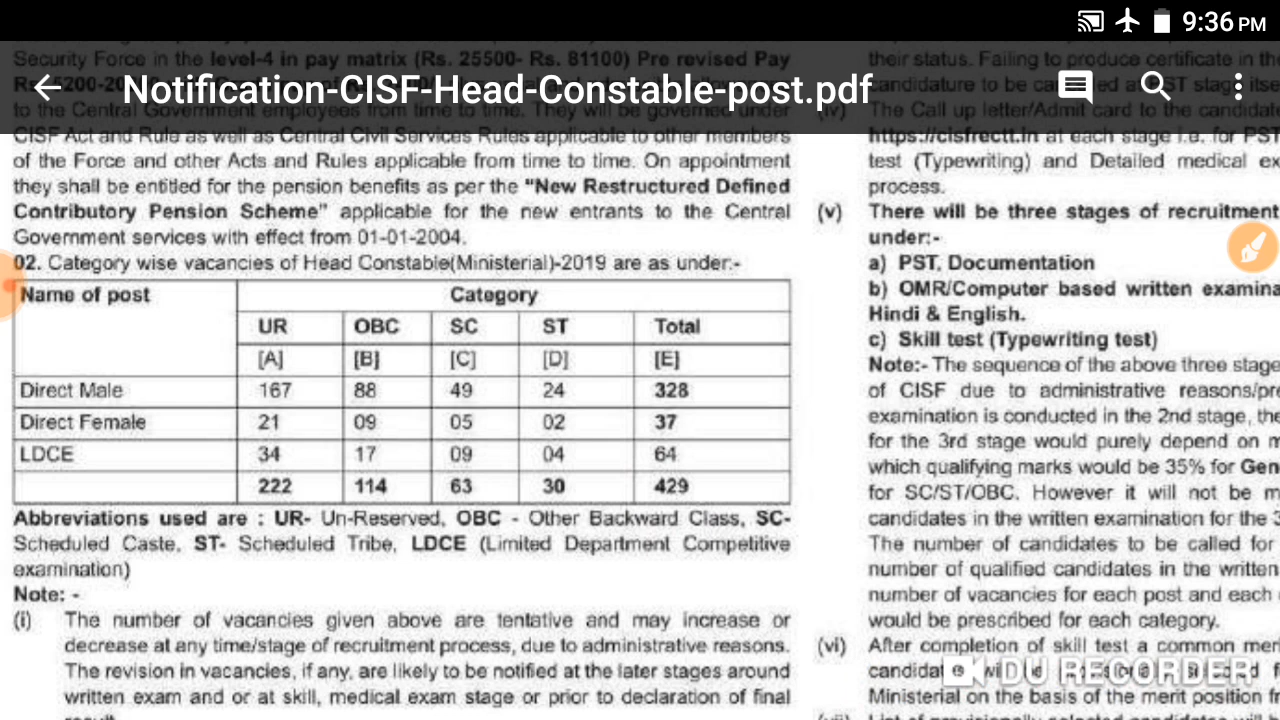 9:36 PM
Notification-CISF-Head-Constable-post.pdf
Security Force in the level-4 in pay matrix (Rs. 25500- Rs. 81100) Pre revised Pay
to the Central Government employees from time to time. They will be governed under
CISF Act and Rule as well as Central Civil Services Rules applicable to other members
of the Force and other Acts and Rules applicable from time to time. On appointment
they shall be entitled for the pension benefits as per the "New Restructured Defined
Contributory Pension Scheme" applicable for the new entrants to the Central
Government services with effect from 01-01-2004.
02. Category wise vacancies of Head Constable(Ministerial)-2019 are as under:-
Name of post Category
UR OBC SC ST Total
[A] [B] [C] [D] [E]
Direct Male 167 88 49 24 328
Direct Female 21 09 05 02 37
LDCE 34 17 09 04 64
222 114 63 30 429
Abbreviations used are : UR- Un-Reserved, OBC - Other Backward Class, SC-
Scheduled Caste, ST- Scheduled Tribe, LDCE (Limited Department Competitive
examination)
Note: -
(i) The number of vacancies given above are tentative and may increase or
decrease at any time/stage of recruitment process, due to administrative reasons.
The revision in vacancies, if any, are likely to be notified at the later stages around
written exam and or at skill, medical exam stage or prior to declaration of final
their status. Failing to produce certificate in the
candidature to be
(iv) The Call up letter/Admit card to the
https://cisfrectt.in at each stage i.e. for PST
test (Typewriting) and Detailed medical
process.
(v) There will be three stages of recruitment
under:-
a) PST, Documentation
b) OMR/Computer based written
Hindi & English.
c) Skill test (Typewriting test)
Note:- The sequence of the above three
of CISF due to administrative
examination is conducted in the 2nd stage,
for the 3rd stage would purely depend on
which qualifying marks would be 35% for
for SC/ST/OBC. However it will not be
candidates in the written examination for the
The number of candidates to be called for
number of qualified candidates in the written
number of vacancies for each post and each
would be prescribed for each category.
(vi) After completion of skill test a common
DU RECORDER
Ministerial on the basis of the merit position